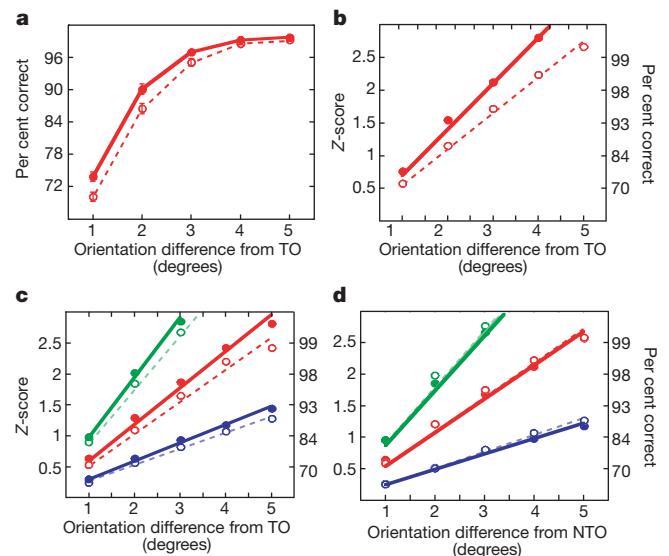 a
Per cent correct
96
90
84
78
72
1 2 3 4 5
Orientation difference from TO
(degrees)
b
Z-score
2.5
2
1.5
1
0.5
99
98
93
84
70
Per cent correct
1 2 3 4 5
Orientation difference from TO
(degrees)
c
Z-score
2.5
2
1.5
1
0.5
99
98
93
84
70
1 2 3 4 5
Orientation difference from TO
(degrees)
d
2.5
2
1.5
1
0.5
99
98
93
84
70
Per cent correct
1 2 3 4 5
Orientation difference from NTO
(degrees)